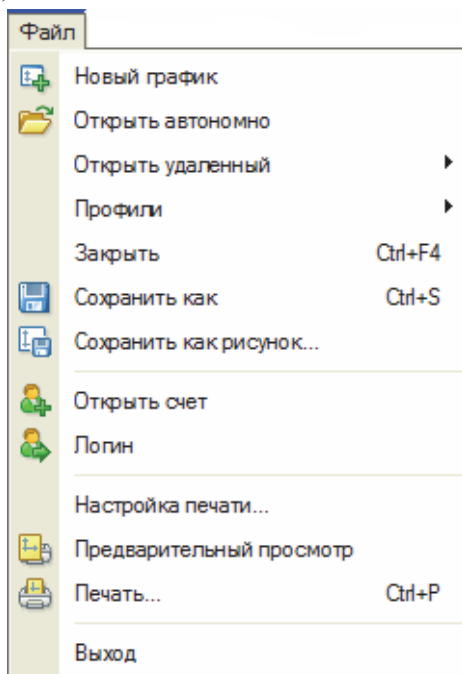 Файл
Новый график
Открыть автономно
Открыть удаленный
Профили
Закрыть Ctrl+F4
Сохранить как Ctrl+S
Сохранить как рисунок...
Открыть счет
Логин
Настройка печати...
Предварительный просмотр
Печать... Ctrl+P
Выход